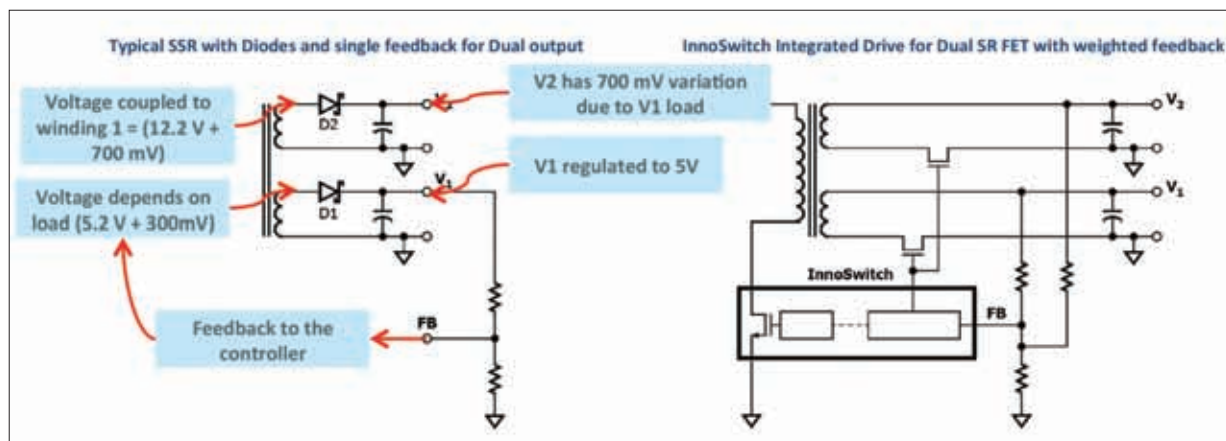 Typical SSR with Diodes and single feedback for Dual output
InnoSwitch Integrated Drive for Dual SR FET with weighted feedback
Voltage coupled to
winding 1 = (12.2 V +
700 mV)
D2
V2 has 700 mV variation
due to V1 load
V2
Voltage depends on
load (5.2 V + 300mV)
D1
V1
V1 regulated to 5V
V1
InnoSwitch
Feedback to the
controller
FB
FB